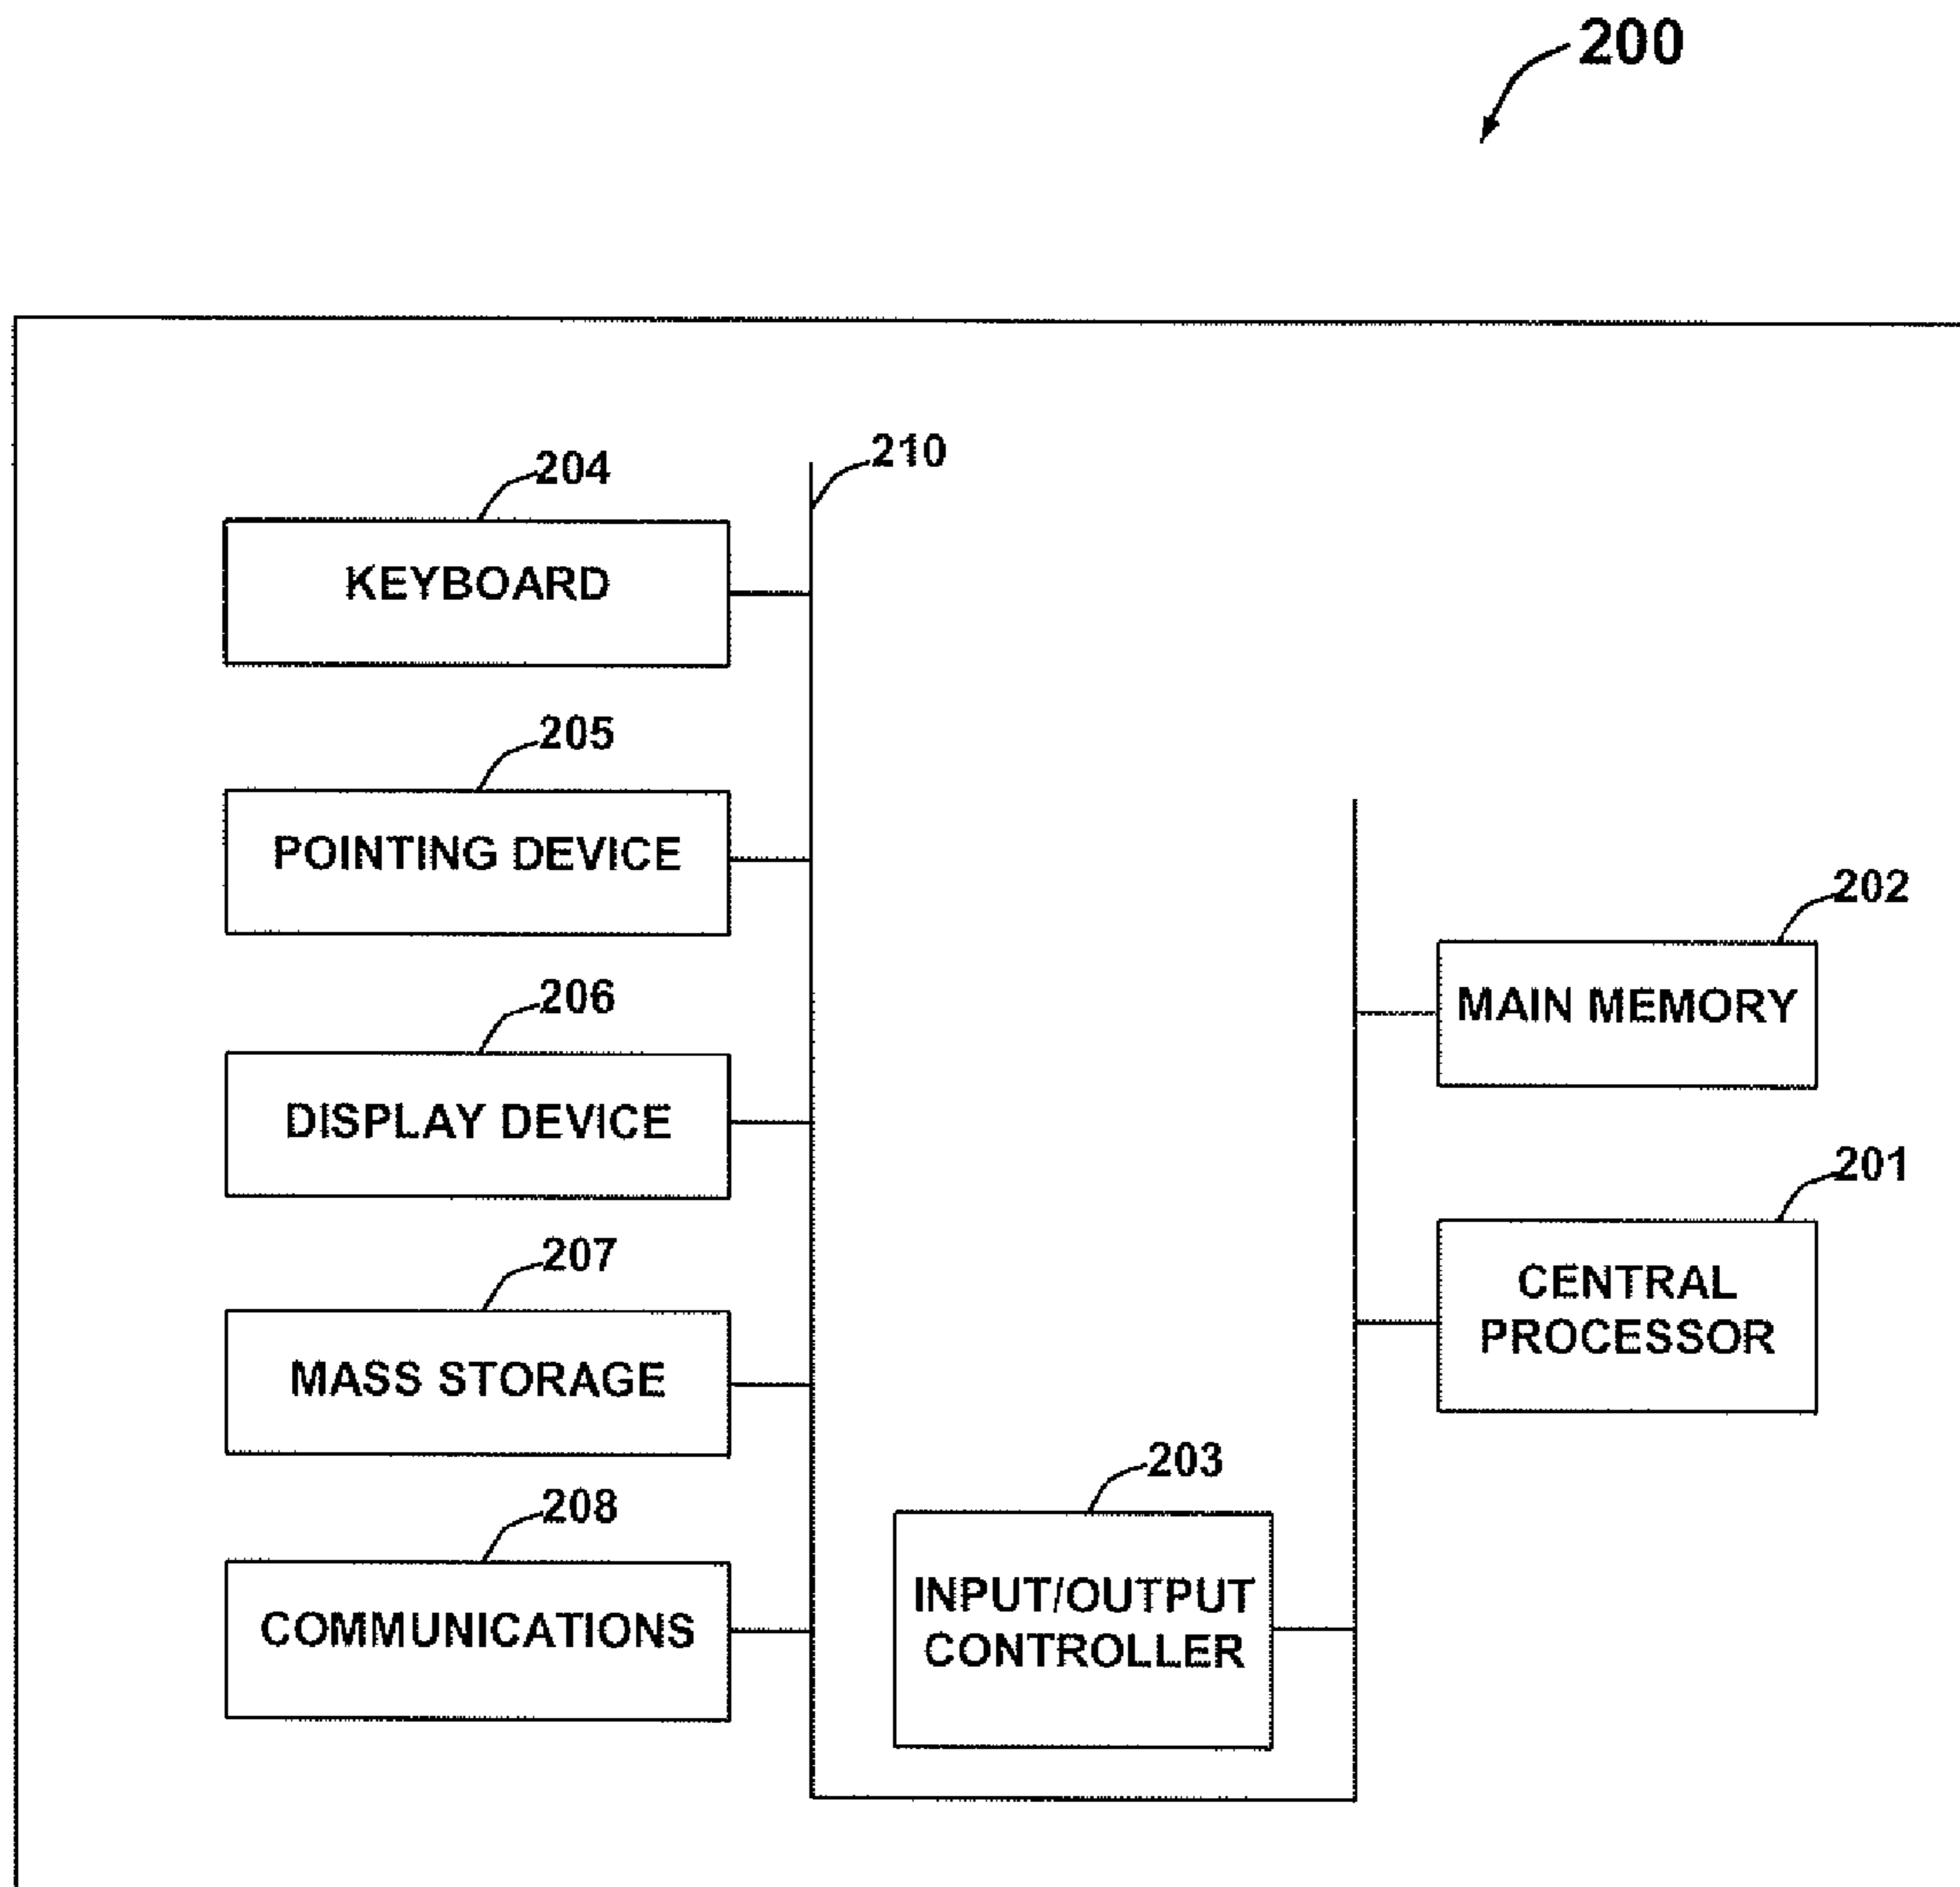 200
210
204
KEYBOARD
205
POINTING DEVICE
206
DISPLAY DEVICE
207
MASS STORAGE
208
COMMUNICATIONS
203
INPUT/OUTPUT
CONTROLLER
202
MAIN MEMORY
201
CENTRAL
PROCESSOR